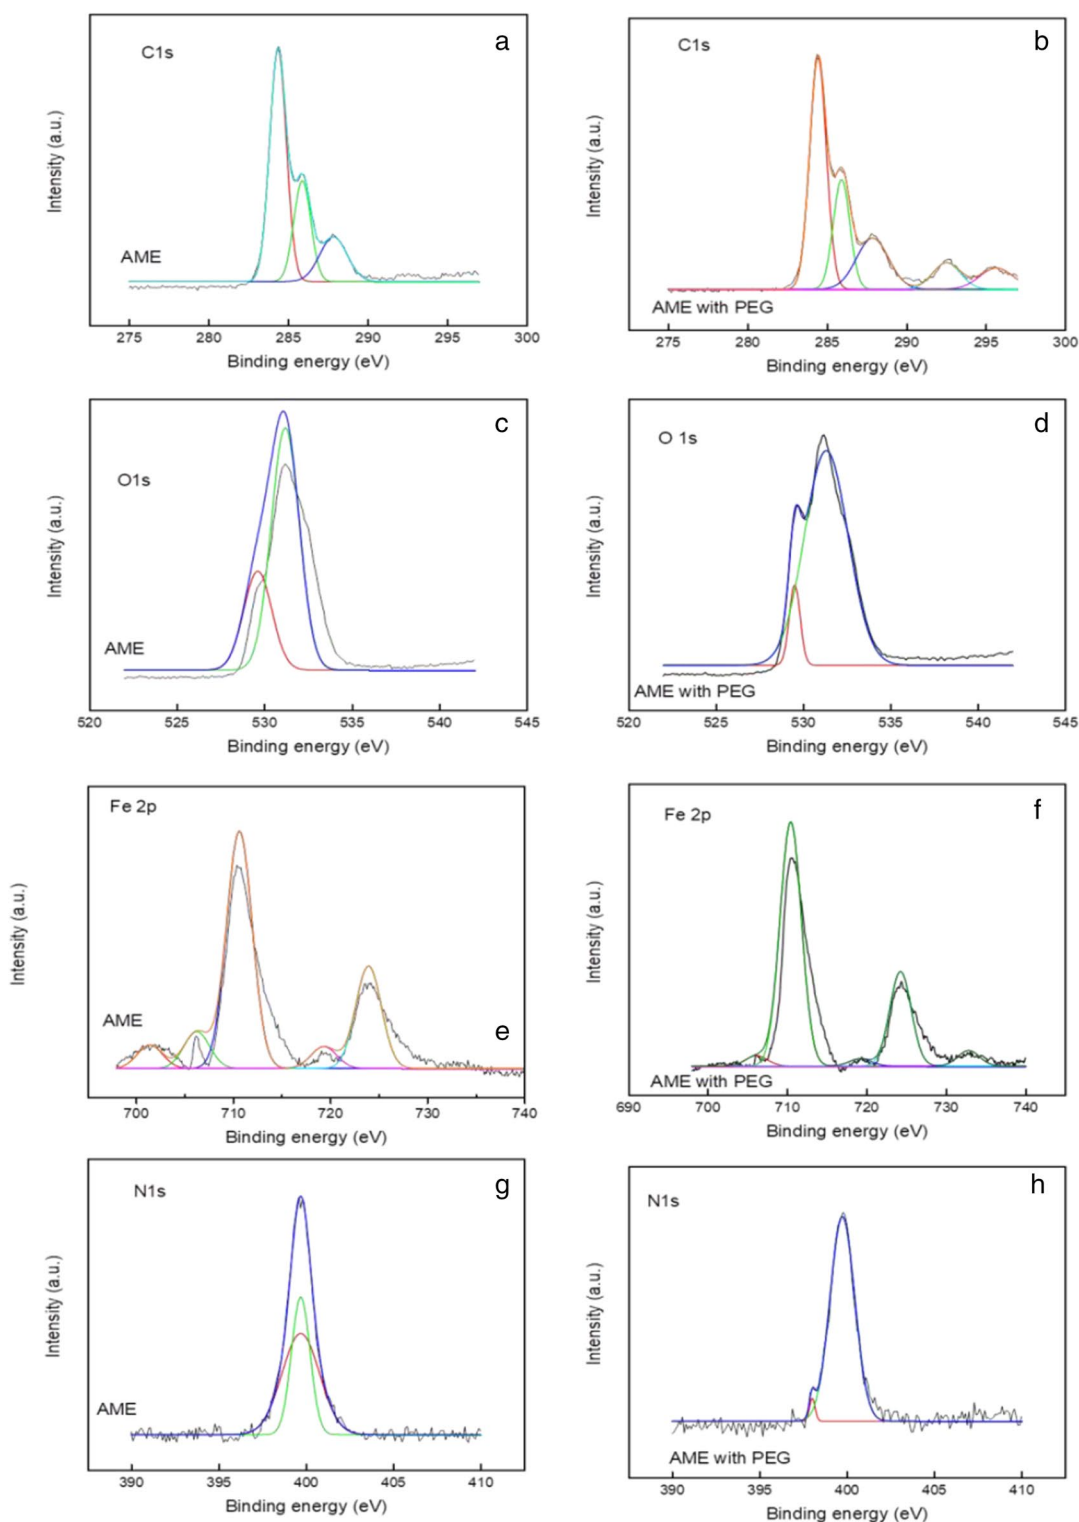 C1s
a
Intensity (a.u.)
AME
275 280 285 290 295 300
Binding energy (eV)
C1s
b
Intensity (a.u.)
AME with PEG
275 280 285 290 295 300
Binding energy (eV)
O1s
c
Intensity (a.u.)
AME
520 525 530 535 540 545
Binding energy (eV)
O 1s
d
Intensity (a.u.)
AME with PEG
520 525 530 535 540 545
Binding energy (eV)
Fe 2p
Intensity (a.u.)
AME
e
700 710 720 730 740
Binding energy (eV)
Fe 2p
f
Intensity (a.u.)
AME with PEG
690 700 710 720 730 740
Binding energy (eV)
N1s
g
Intensity (a.u.)
AME
390 395 400 405 410
Binding energy (eV)
N1s
h
Intensity (a.u.)
AME with PEG
390 395 400 405 410
Binding energy (eV)